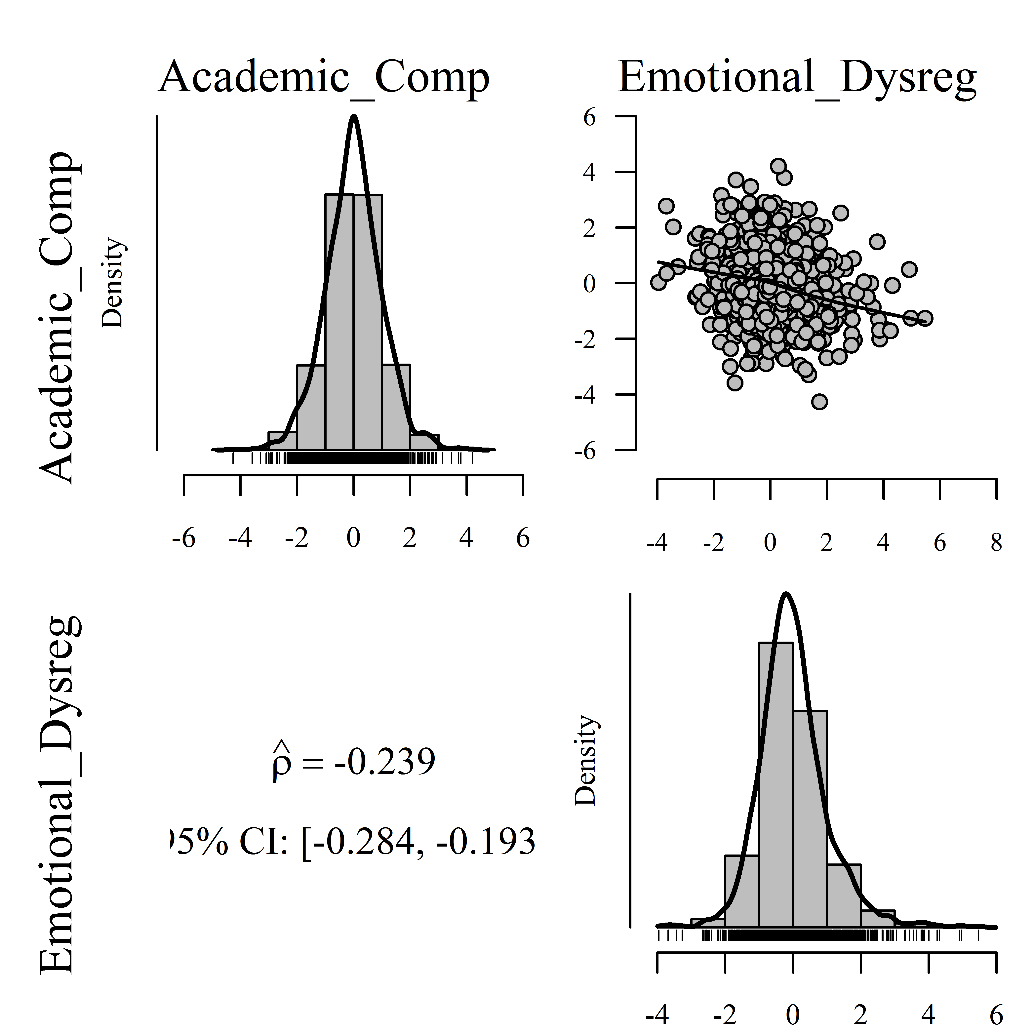 Academic_Comp
Emotional_Dysreg
Academic_Comp
Density
6
4
2
0
-2
-4
-6
-6 -4 -2 0 2 4 6
-4 -2 0 2 4 6 8
Emotional_Dysreg
ρ̂ = -0.239
5% CI: [-0.284, -0.193
Density
-4 -2 0 2 4 6